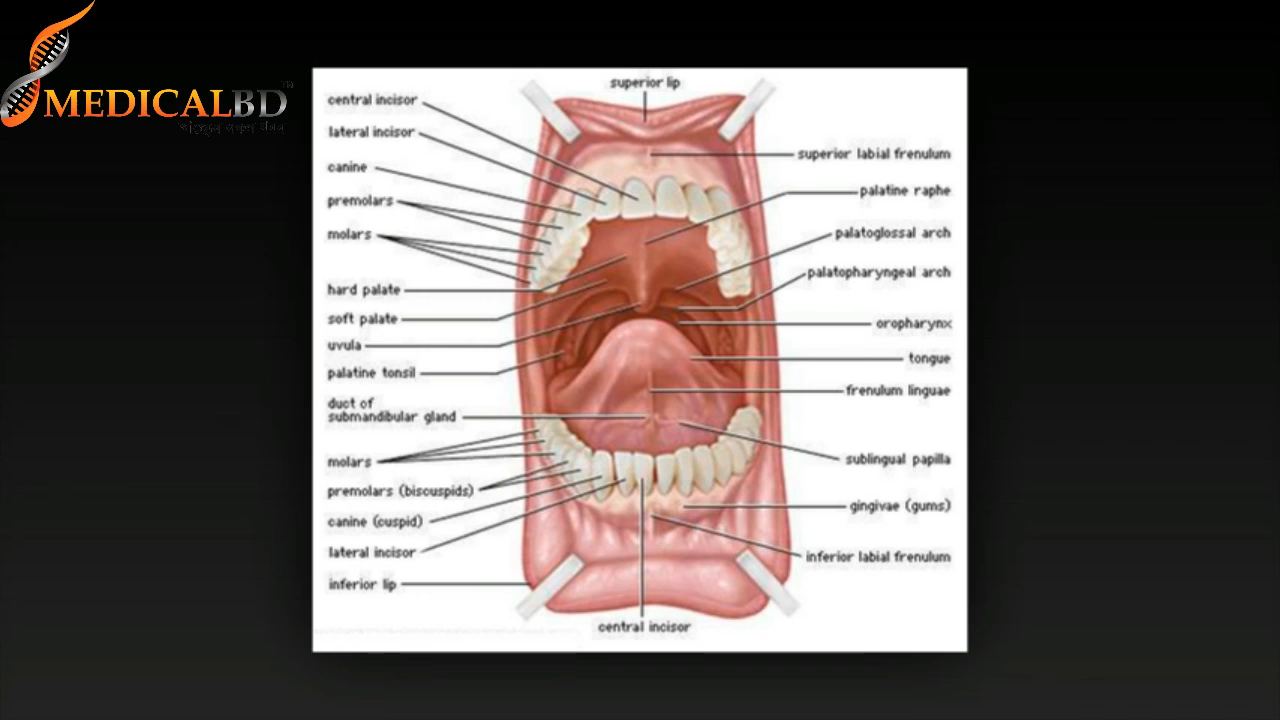 MEDICALBD
TM
superior lip
central incisor
lateral incisor
canine
premolars
molars
hard palate
soft palate
uvula
palatine tonsil
duct of
submandibular gland
molars
premolars (biscuspids)
canine (cuspid)
lateral incisor
inferior lip
superior labial frenulum
palatine raphe
palatoglossal arch
palatopharyngeal arch
oropharynx
tongue
frenulum linguae
sublingual papilla
gingivae (gums)
inferior labial frenulum
central incisor